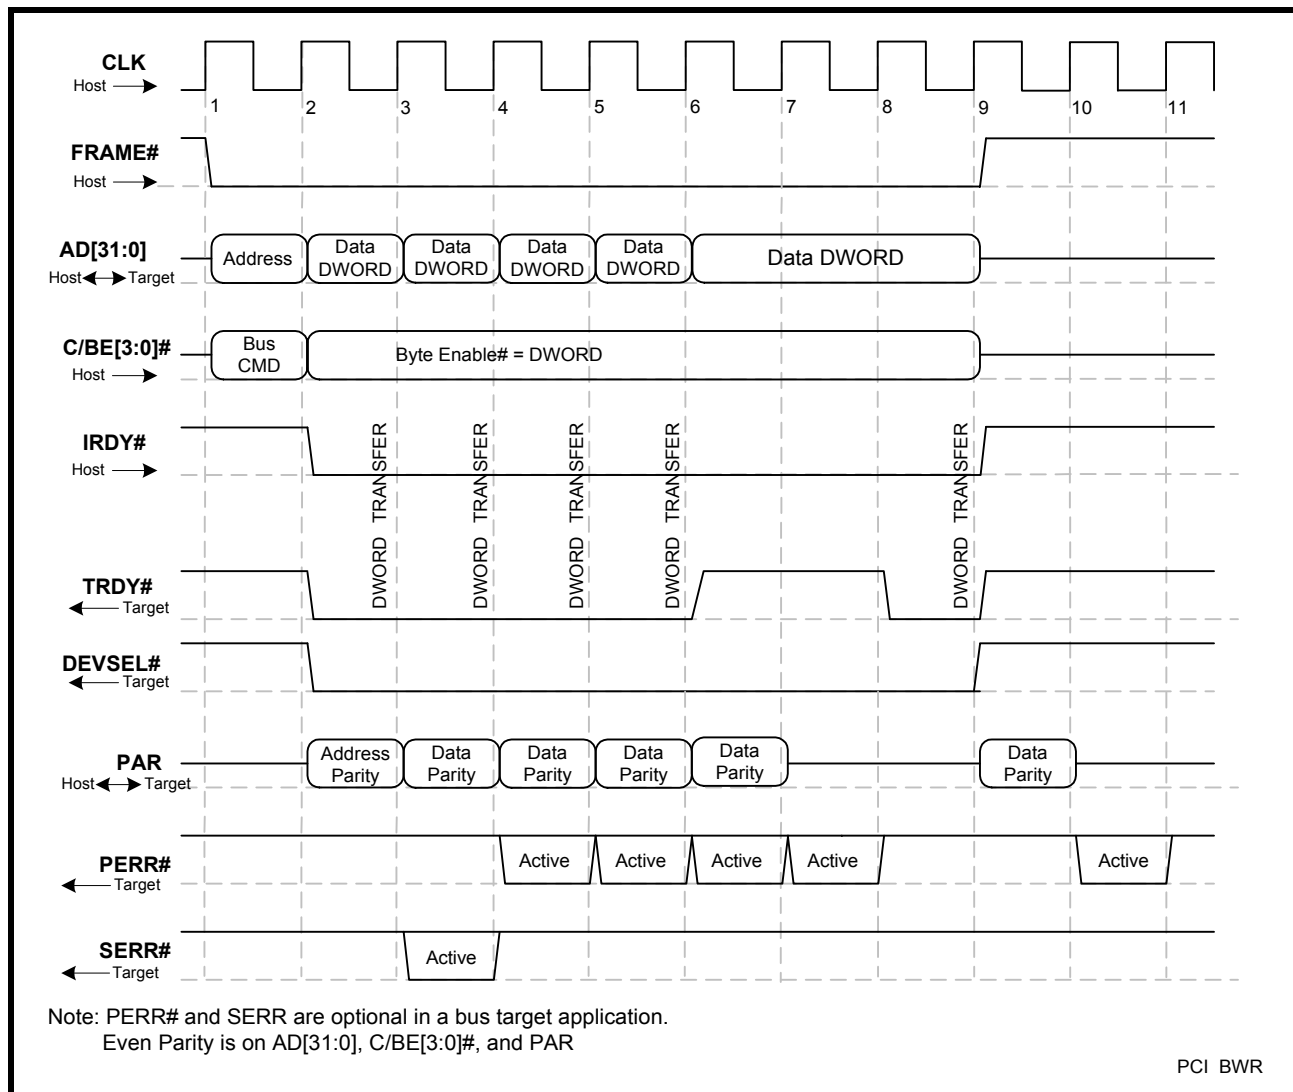 CLK
Host
1 2 3 4 5 6 7 8 9 10 11
FRAME#
Host
AD[31:0]
Host Target
Address
Data
DWORD
Data
DWORD
Data
DWORD
Data
DWORD
Data DWORD
C/BE[3:0]#
Host
Bus
CMD
Byte Enable# = DWORD
IRDY#
Host
DWORD TRANSFER
DWORD TRANSFER
DWORD TRANSFER
DWORD TRANSFER
DWORD TRANSFER
TRDY#
Target
DEVSEL#
Target
PAR
Host Target
Address
Parity
Data
Parity
Data
Parity
Data
Parity
Data
Parity
Data
Parity
PERR#
Target
Active Active Active Active Active
SERR#
Target
Active
Note: PERR# and SERR are optional in a bus target application.
Even Parity is on AD[31:0], C/BE[3:0]#, and PAR
PCI_BWR